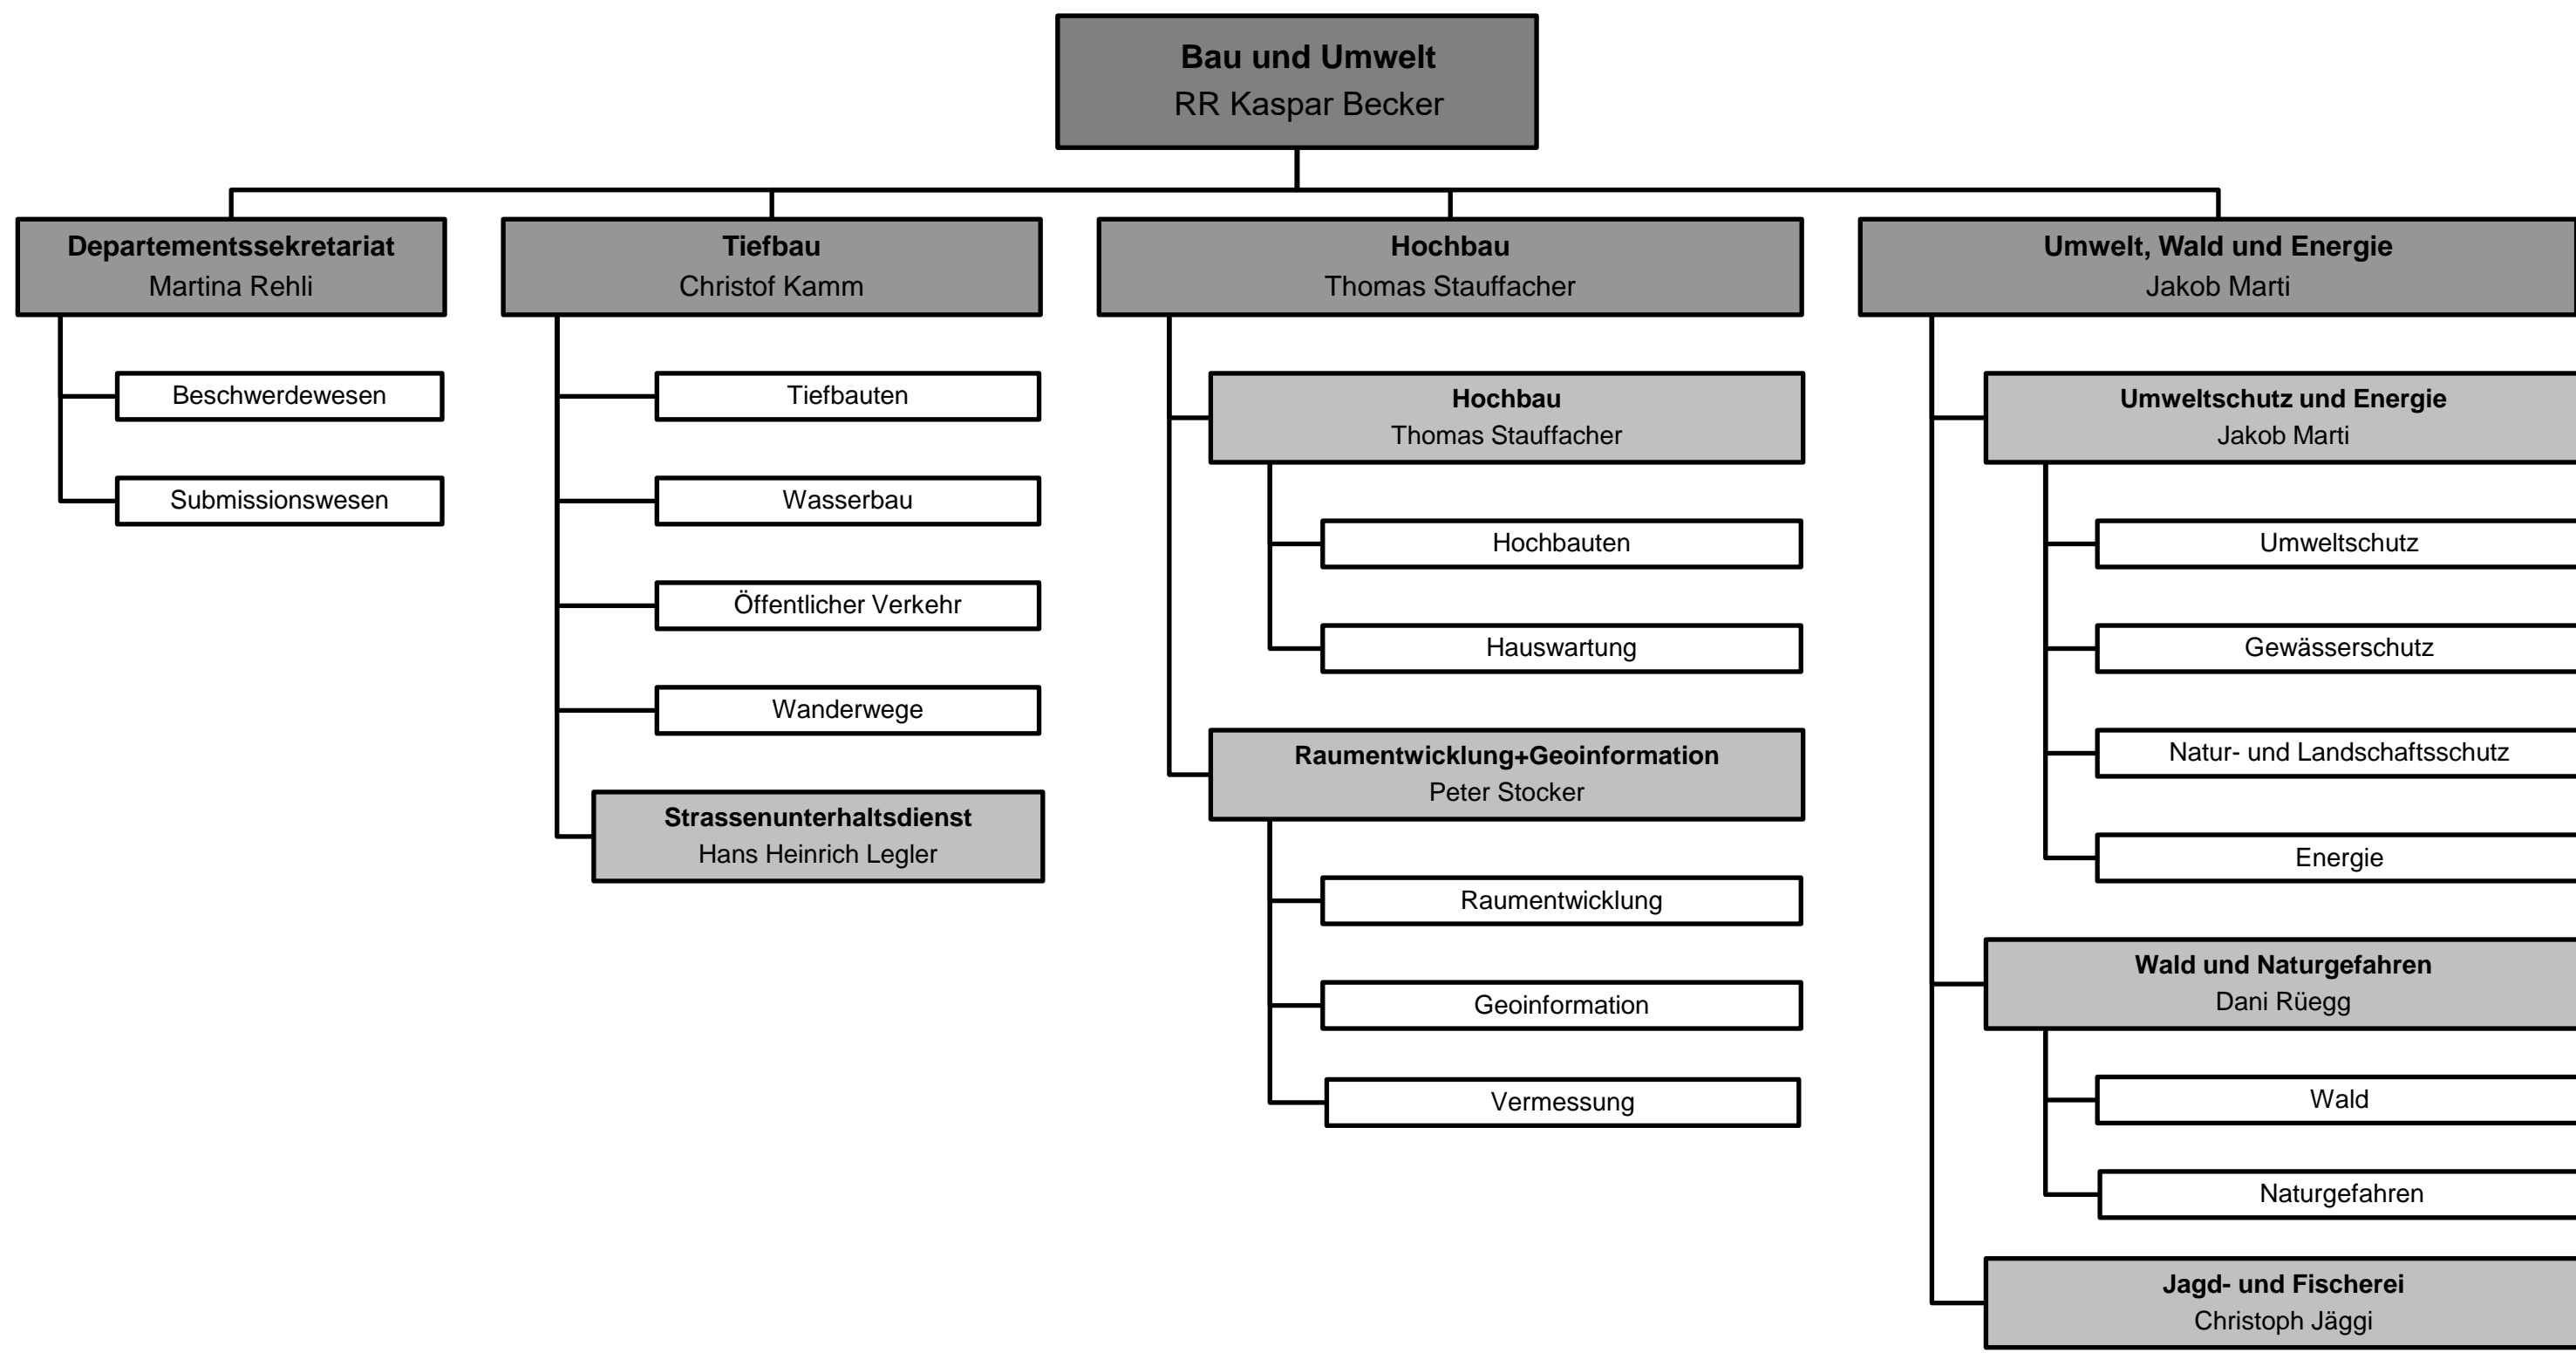 Bau und Umwelt
RR Kaspar Becker
Departementssekretariat
Martina Rehli
Beschwerdewesen
Submissionswesen
Tiefbau
Christof Kamm
Tiefbauten
Wasserbau
Öffentlicher Verkehr
Wanderwege
Strassenunterhaltsdienst
Hans Heinrich Legler
Hochbau
Thomas Stauffacher
Hochbau
Thomas Stauffacher
Hochbauten
Hauswartung
Raumentwicklung+Geoinformation
Peter Stocker
Raumentwicklung
Geoinformation
Vermessung
Umwelt, Wald und Energie
Jakob Marti
Umweltschutz und Energie
Jakob Marti
Umweltschutz
Gewässerschutz
Natur- und Landschaftsschutz
Energie
Wald und Naturgefahren
Dani Rüegg
Wald
Naturgefahren
Jagd- und Fischerei
Christoph Jäggi